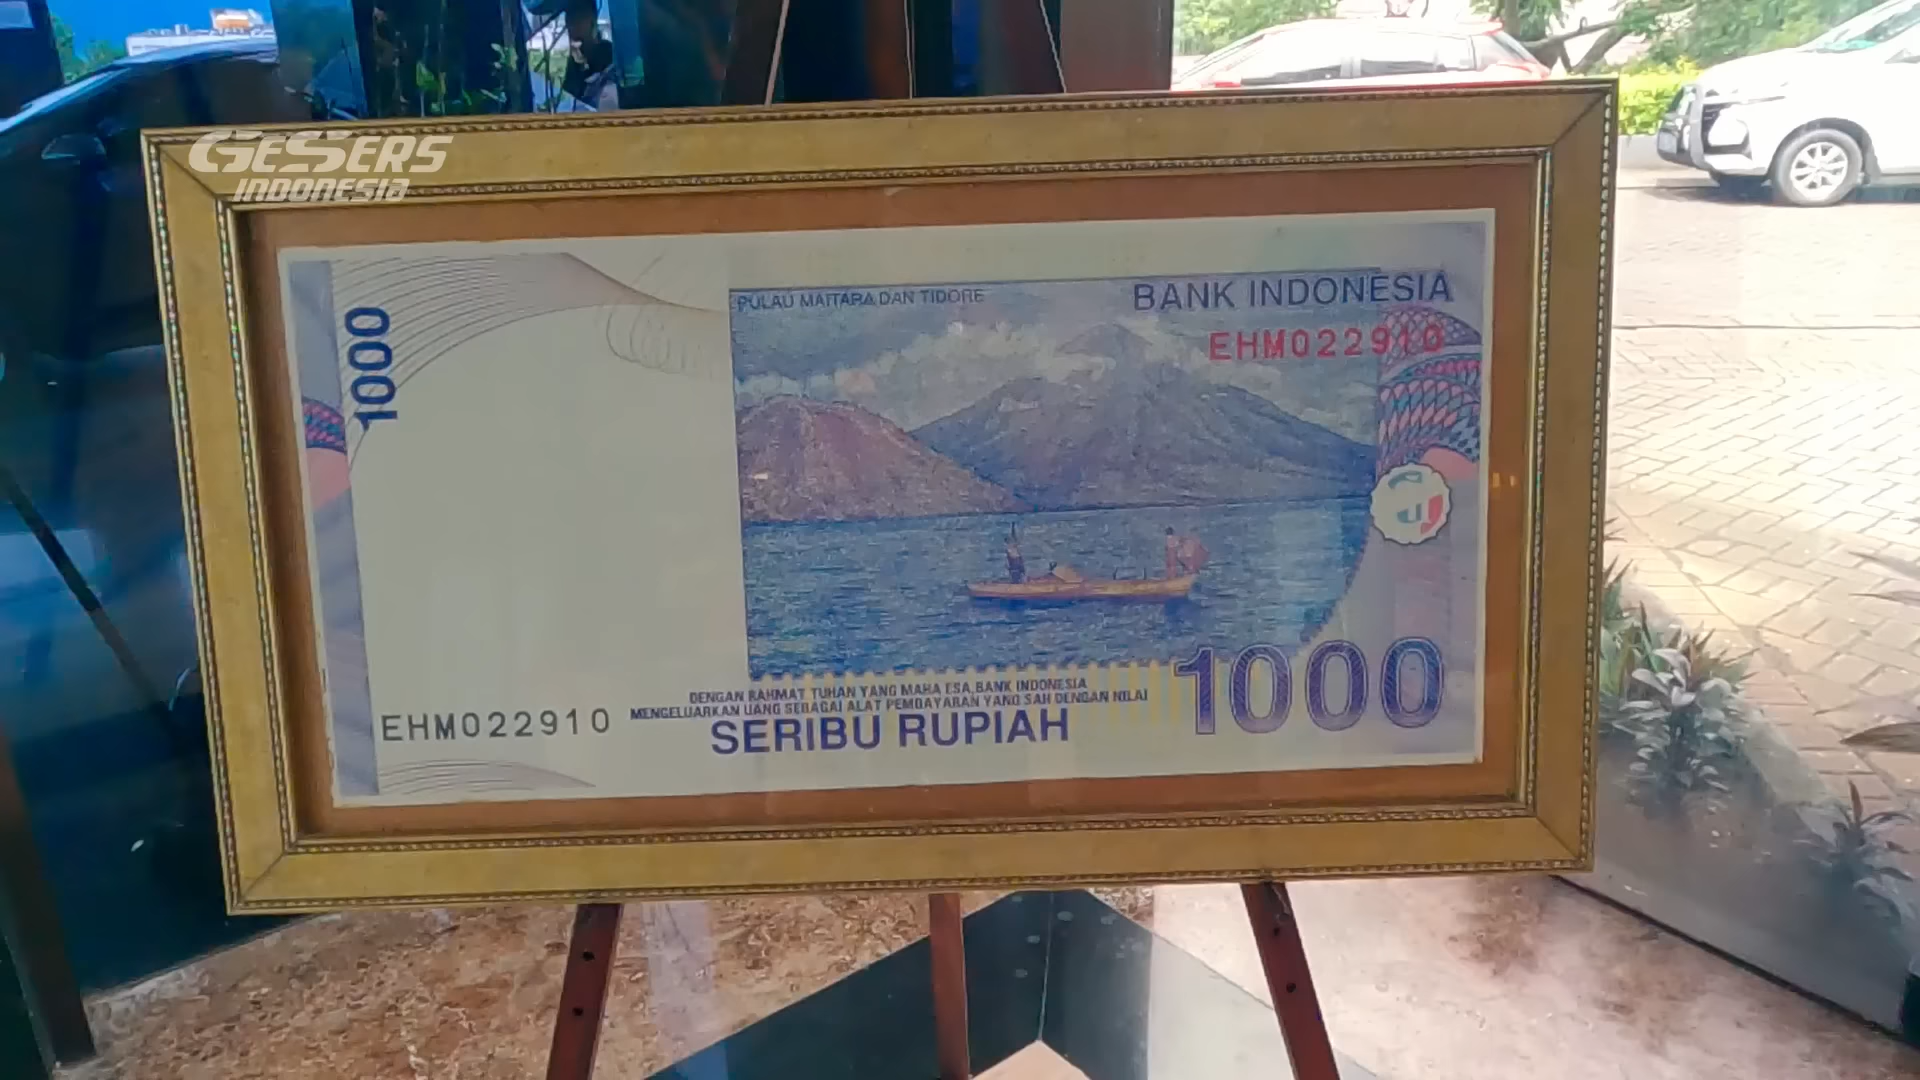 GESSERS
INDONESIA
1000
PULAU MAITARA DAN TIDORE
BANK INDONESIA
EHM022910
DENGAN RAHMAT TUHAN YANG MAHA ESA, BANK INDONESIA
MENGELUARKAN UANG SEBAGAI ALAT PEMBAYARAN YANG SAH DENGAN NILAI
SERIBU RUPIAH
EHM022910
1000